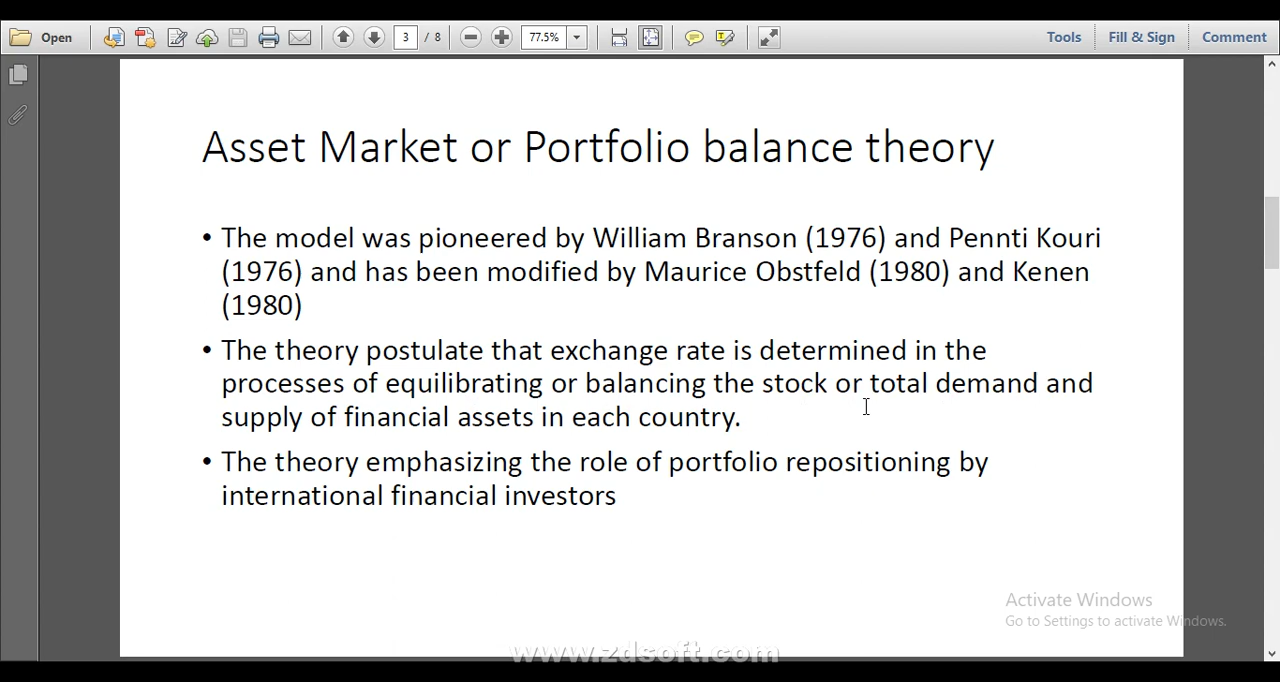 Open 3 / 8 77.5% Tools Fill & Sign Comment
Asset Market or Portfolio balance theory
• The model was pioneered by William Branson (1976) and Pennti Kouri
(1976) and has been modified by Maurice Obstfeld (1980) and Kenen
(1980)
• The theory postulate that exchange rate is determined in the
processes of equilibrating or balancing the stock or total demand and
supply of financial assets in each country.
• The theory emphasizing the role of portfolio repositioning by
international financial investors
Activate Windows
Go to Settings to activate Windows.
www.zdsoft.com